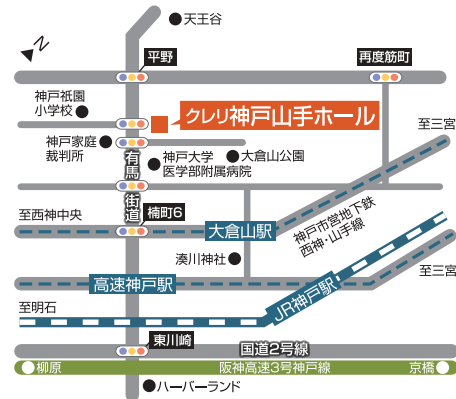 天王谷
N
平野
再度筋町
神戸祇園
小学校
クレリ神戸山手ホール
至三宮
神戸家庭
裁判所
有馬街道
神戸大学
医学部附属病院
大倉山公園
至西神中央
楠町6
大倉山駅
神戸市営地下鉄
西神・山手線
湊川神社
高速神戸駅
JR神戸駅
至三宮
至明石
東川崎
国道2号線
柳原
阪神高速3号神戸線
京橋
ハーバーランド